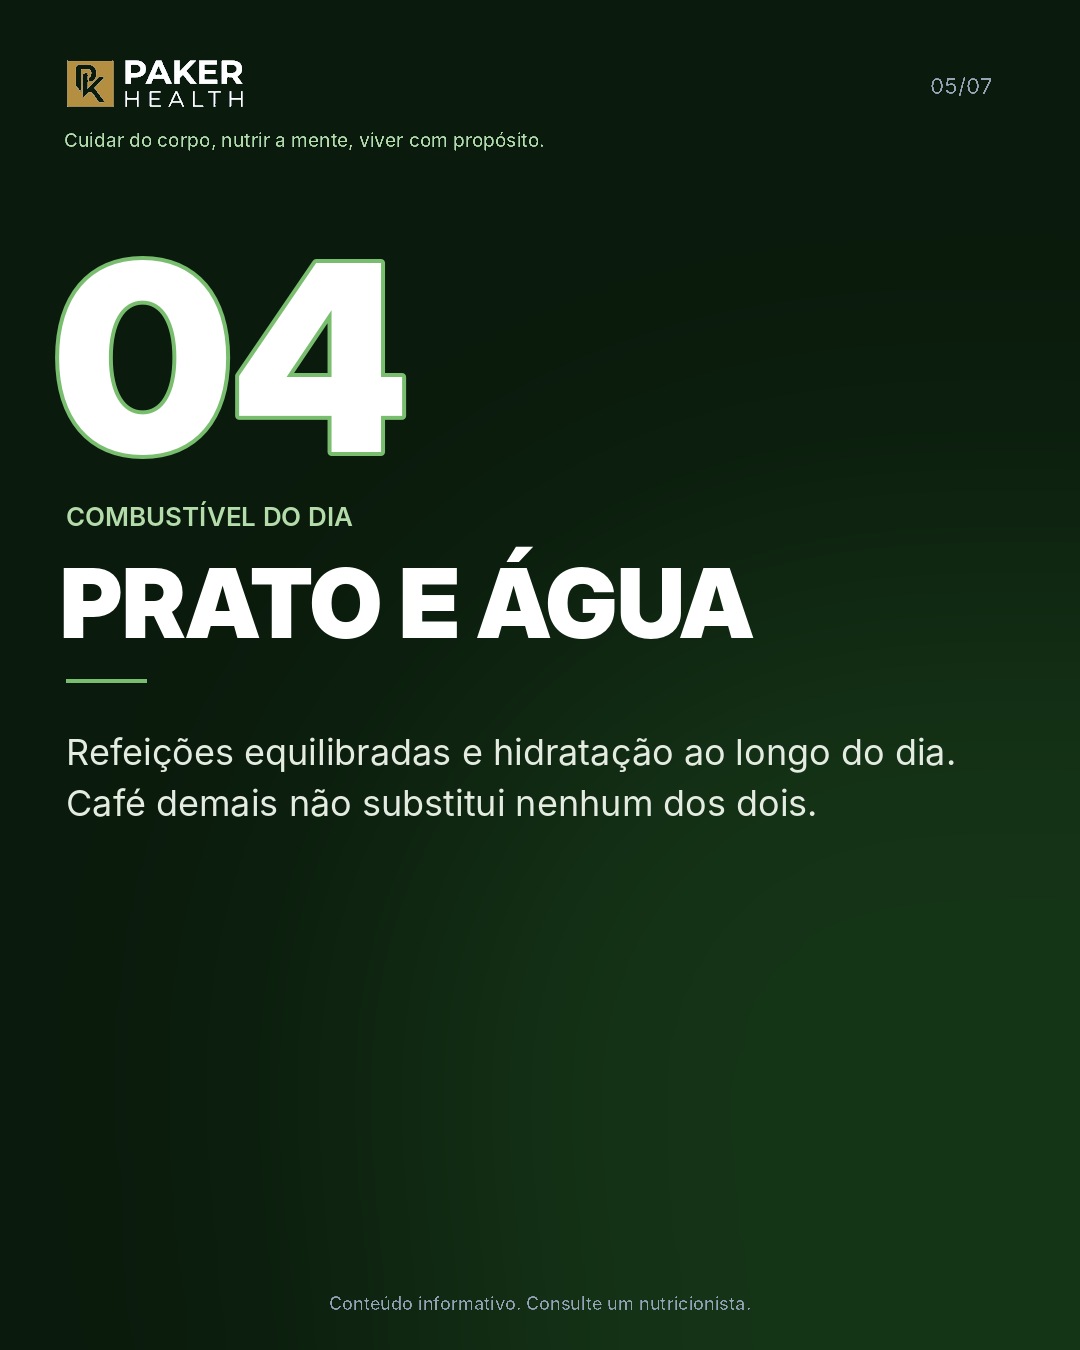 PAKER
HEALTH
05/07
Cuidar do corpo, nutrir a mente, viver com propósito.
04
COMBUSTÍVEL DO DIA
PRATO E ÁGUA
Refeições equilibradas e hidratação ao longo do dia.
Café demais não substitui nenhum dos dois.
Conteúdo informativo. Consulte um nutricionista.